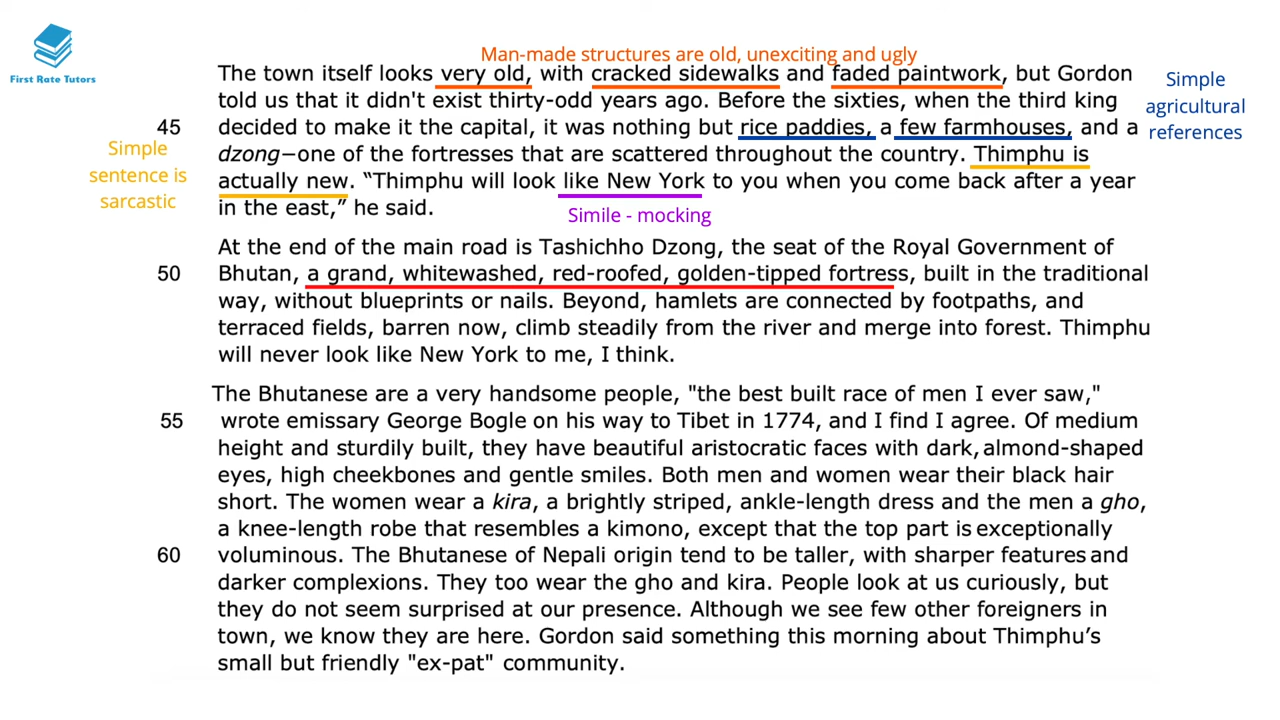 First Rate Tutors
Man-made structures are old, unexciting and ugly
The town itself looks very old, with cracked sidewalks and faded paintwork, but Gordon
told us that it didn't exist thirty-odd years ago. Before the sixties, when the third king
45 decided to make it the capital, it was nothing but rice paddies, a few farmhouses, and a
dzong—one of the fortresses that are scattered throughout the country. Thimphu is
actually new. “Thimphu will look like New York to you when you come back after a year
in the east,” he said.
Simple
agricultural
references
Simple
sentence is
sarcastic
Simile - mocking
At the end of the main road is Tashichho Dzong, the seat of the Royal Government of
50 Bhutan, a grand, whitewashed, red-roofed, golden-tipped fortress, built in the traditional
way, without blueprints or nails. Beyond, hamlets are connected by footpaths, and
terraced fields, barren now, climb steadily from the river and merge into forest. Thimphu
will never look like New York to me, I think.
The Bhutanese are a very handsome people, "the best built race of men I ever saw,"
55 wrote emissary George Bogle on his way to Tibet in 1774, and I find I agree. Of medium
height and sturdily built, they have beautiful aristocratic faces with dark, almond-shaped
eyes, high cheekbones and gentle smiles. Both men and women wear their black hair
short. The women wear a kira, a brightly striped, ankle-length dress and the men a gho,
a knee-length robe that resembles a kimono, except that the top part is exceptionally
60 voluminous. The Bhutanese of Nepali origin tend to be taller, with sharper features and
darker complexions. They too wear the gho and kira. People look at us curiously, but
they do not seem surprised at our presence. Although we see few other foreigners in
town, we know they are here. Gordon said something this morning about Thimphu’s
small but friendly "ex-pat" community.